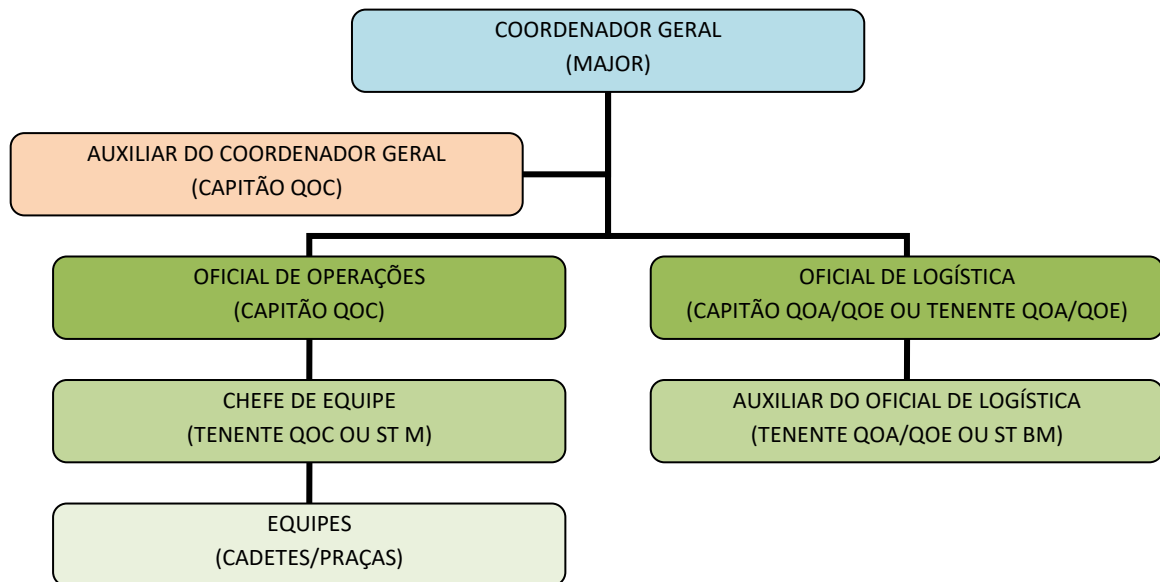 COORDENADOR GERAL
(MAJOR)
AUXILIAR DO COORDENADOR GERAL
(CAPITÃO QOC)
OFICIAL DE OPERAÇÕES
(CAPITÃO QOC)
OFICIAL DE LOGÍSTICA
(CAPITÃO QOA/QOE OU TENENTE QOA/QOE)
CHEFE DE EQUIPE
(TENENTE QOC OU ST M)
AUXILIAR DO OFICIAL DE LOGÍSTICA
(TENENTE QOA/QOE OU ST BM)
EQUIPES
(CADETES/PRAÇAS)